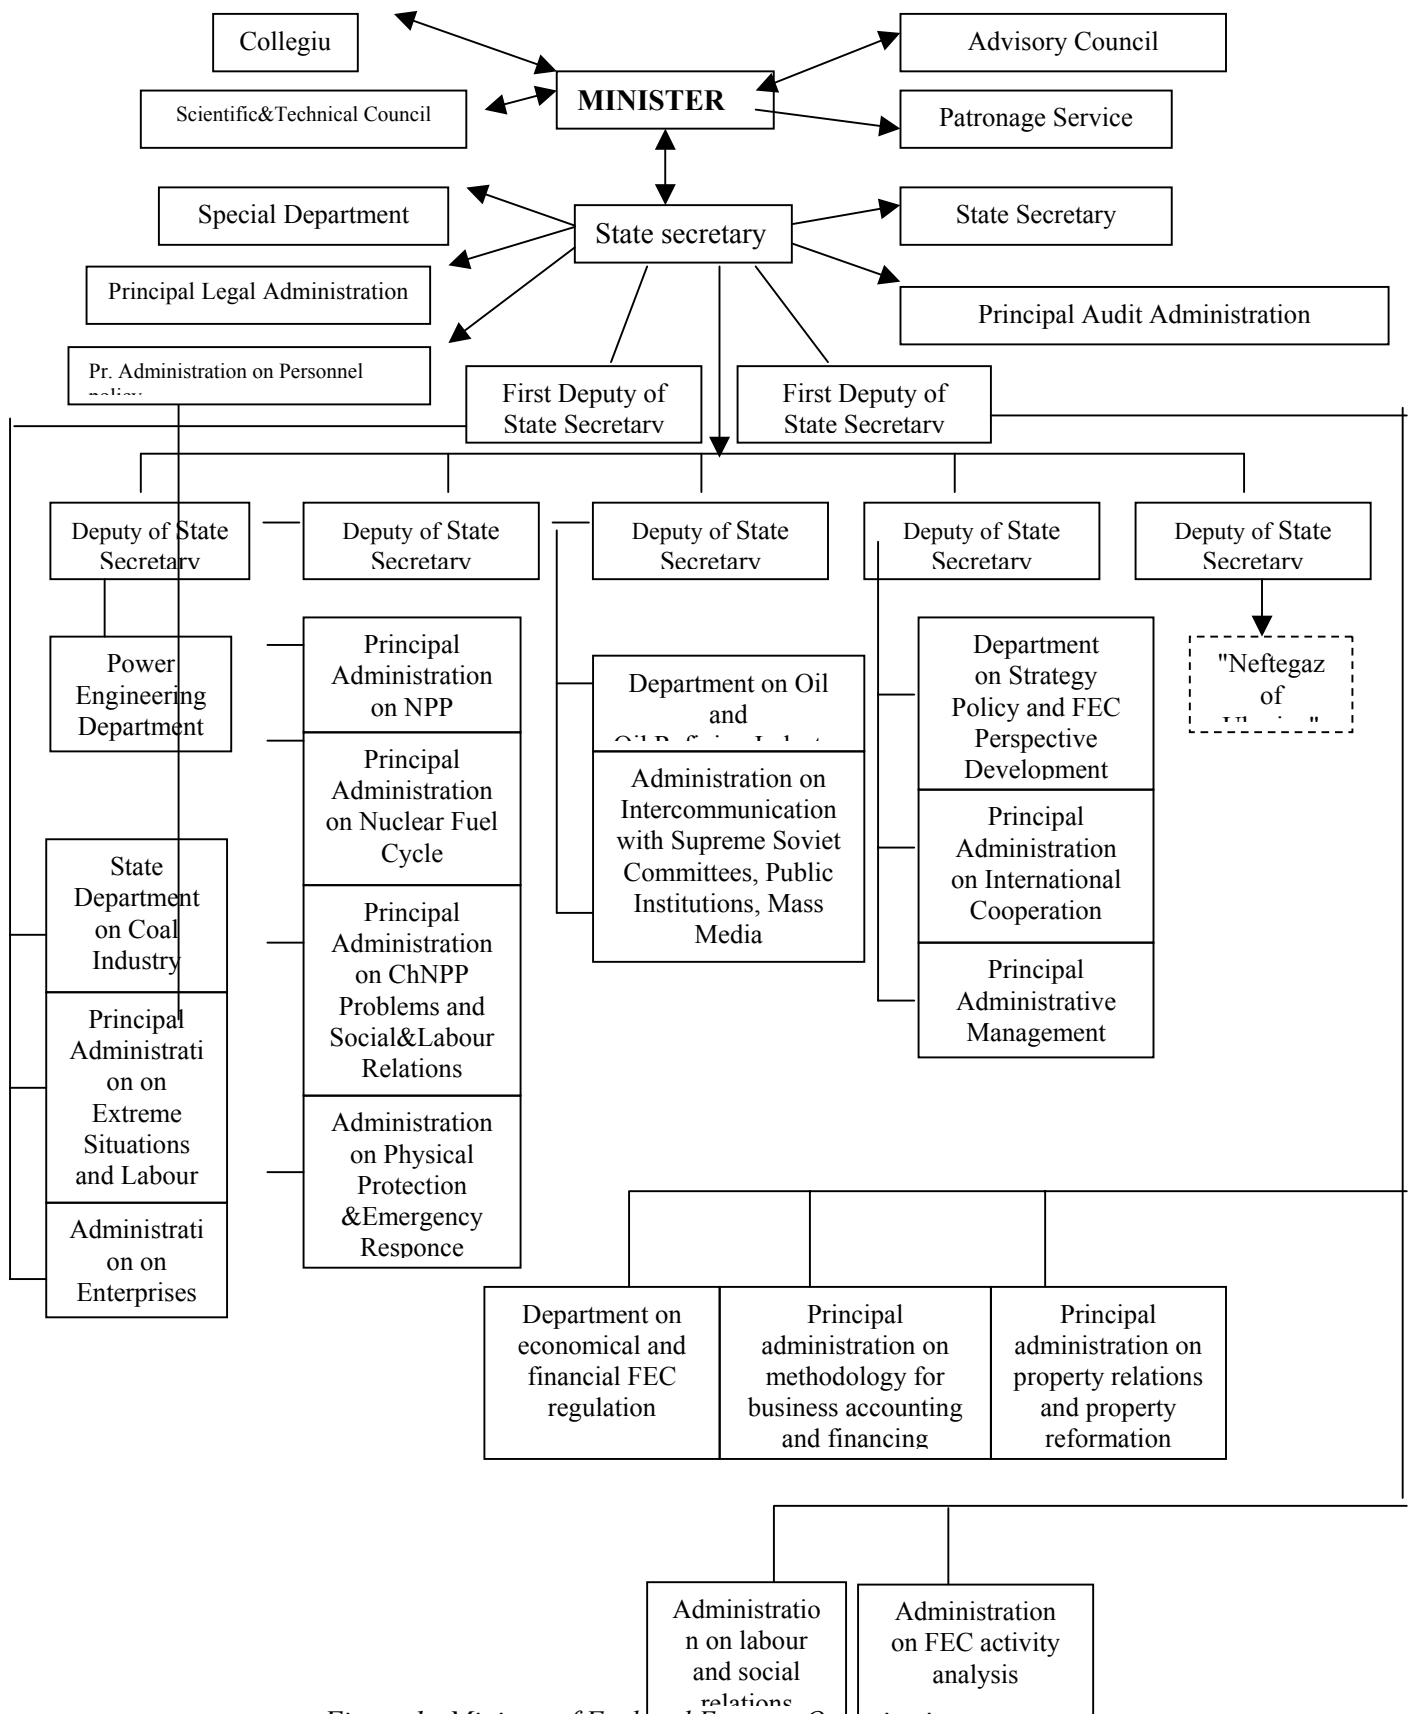 Collegiu
Advisory Council
MINISTER
Scientific&Technical Council
Patronage Service
Special Department
State Secretary
State secretary
Principal Legal Administration
Principal Audit Administration
Pr. Administration on Personnel
policy
First Deputy of
State Secretary
First Deputy of
State Secretary
Deputy of State
Secretary
Deputy of State
Secretary
Deputy of State
Secretary
Deputy of State
Secretary
Deputy of State
Secretary
Power
Engineering
Department
Principal
Administration
on NPP
Department on Oil
and
Oil Refining
Department
on Strategy
Policy and FEC
Perspective
Development
"Neftegaz
of
Ukraine"
Principal
Administration
on Nuclear Fuel
Cycle
Administration on
Intercommunication
with Supreme Soviet
Committees, Public
Institutions, Mass
Media
Principal
Administration
on International
Cooperation
State
Department
on Coal
Industry
Principal
Administration
on ChNPP
Problems and
Social&Labour
Relations
Principal
Administrative
Management
Principal
Administrati
on on
Extreme
Situations
and Labour
Administration
on Physical
Protection
&Emergency
Responce
Administrati
on on
Enterprises
Department on
economical and
financial FEC
regulation
Principal
administration on
methodology for
business accounting
and financing
Principal
administration on
property relations
and property
reformation
Administratio
n on labour
and social
relations
Administration
on FEC activity
analysis